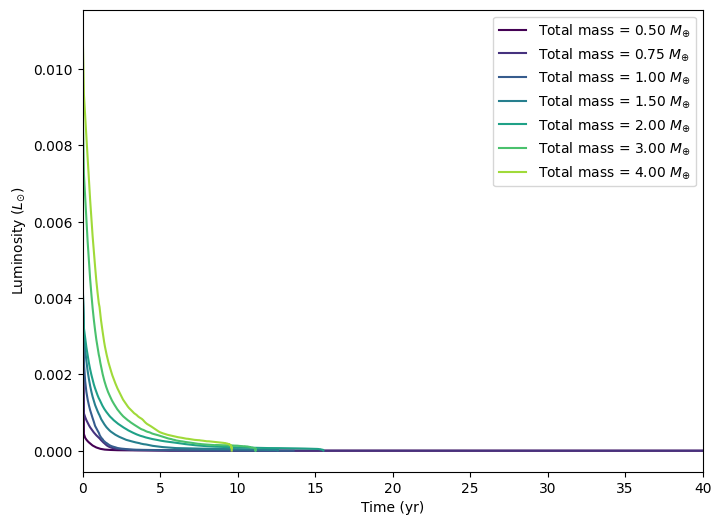 Total mass = 0.50 M⊕
Total mass = 0.75 M⊕
Total mass = 1.00 M⊕
Total mass = 1.50 M⊕
Total mass = 2.00 M⊕
Total mass = 3.00 M⊕
Total mass = 4.00 M⊕
Luminosity (L⊙)
0.010
0.008
0.006
0.004
0.002
0.000
0 5 10 15 20 25 30 35 40
Time (yr)